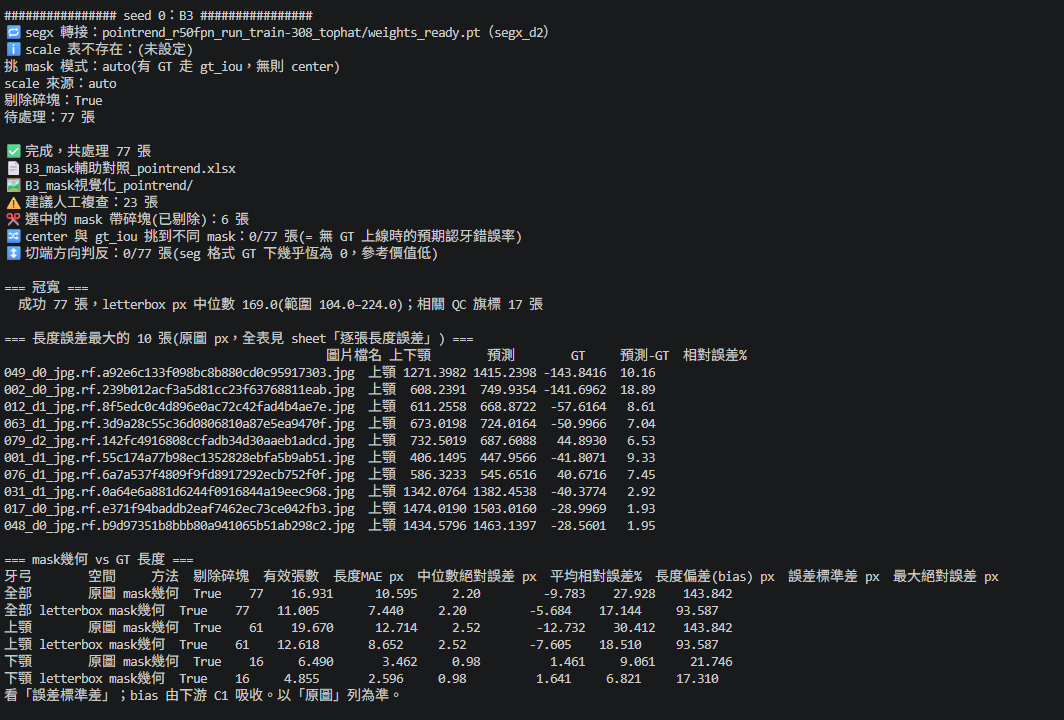 ################ seed 0：B3 ################
🔁 segx 轉接：pointrend_r50fpn_run_train-308_tophat/weights_ready.pt（segx_d2）
ℹ️ scale 表不存在：(未設定)
挑 mask 模式：auto(有 GT 走 gt_iou，無則 center)
scale 來源：auto
剔除碎塊：True
待處理：77 張
✅ 完成，共處理 77 張
📄 B3_mask輔助對照_pointrend.xlsx
🖼️ B3_mask視覺化_pointrend/
⚠️ 建議人工複查：23 張
✂️ 選中的 mask 帶碎塊(已剔除)：6 張
🔀 center 與 gt_iou 挑到不同 mask：0/77 張(= 無 GT 上線時的預期認牙錯誤率)
↕️ 切端方向判反：0/77 張(seg 格式 GT 下幾乎恆為 0，參考價值低)
=== 冠寬 ===
成功 77 張，letterbox px 中位數 169.0(範圍 104.0–224.0)；相關 QC 旗標 17 張
=== 長度誤差最大的 10 張(原圖 px，全表見 sheet「逐張長度誤差」) ===
圖片檔名 上下顎 預測 GT 預測-GT 相對誤差%
049_d0_jpg.rf.a92e6c133f098bc8b880cd0c95917303.jpg 上顎 1271.3982 1415.2398 -143.8416 10.16
002_d0_jpg.rf.239b012acf3a5d81cc23f63768811eab.jpg 上顎 608.2391 749.9354 -141.6962 18.89
012_d1_jpg.rf.8f5edc0c4d896e0ac72c42fad4b4ae7e.jpg 上顎 611.2558 668.8722 -57.6164 8.61
063_d1_jpg.rf.3d9a28c55c36d0806810a87e5ea9470f.jpg 上顎 673.0198 724.0164 -50.9966 7.04
079_d2_jpg.rf.142fc4916808ccfadb34d30aaeb1adcd.jpg 上顎 732.5019 687.6088 44.8930 6.53
001_d1_jpg.rf.55c174a77b98ec1352828ebfa5b9ab51.jpg 上顎 406.1495 447.9566 -41.8071 9.33
076_d1_jpg.rf.6a7a537f4809f9fd8917292ecb752f0f.jpg 上顎 586.3233 545.6516 40.6716 7.45
031_d1_jpg.rf.0a64e6a881d6244f0916844a19eec968.jpg 上顎 1342.0764 1382.4538 -40.3774 2.92
017_d0_jpg.rf.e371f94baddb2eaf7462ec73ce042fb3.jpg 上顎 1474.0190 1503.0160 -28.9969 1.93
048_d0_jpg.rf.b9d97351b8bbb80a941065b51ab298c2.jpg 上顎 1434.5796 1463.1397 -28.5601 1.95
=== mask幾何 vs GT 長度 ===
牙弓 空間 方法 剔除碎塊 有效張數 長度MAE px 中位數絕對誤差 px 平均相對誤差% 長度偏差(bias) px 誤差標準差 px 最大絕對誤差 px
全部 原圖 mask幾何 True 77 16.931 10.595 2.20 -9.783 27.928 143.842
全部 letterbox mask幾何 True 77 11.005 7.440 2.20 -5.684 17.144 93.587
上顎 原圖 mask幾何 True 61 19.670 12.714 2.52 -12.732 30.412 143.842
上顎 letterbox mask幾何 True 61 12.618 8.652 2.52 -7.605 18.510 93.587
下顎 原圖 mask幾何 True 16 6.490 3.462 0.98 1.461 9.061 21.746
下顎 letterbox mask幾何 True 16 4.855 2.596 0.98 1.641 6.821 17.310
看「誤差標準差」；bias 由下游 C1 吸收。以「原圖」列為準。